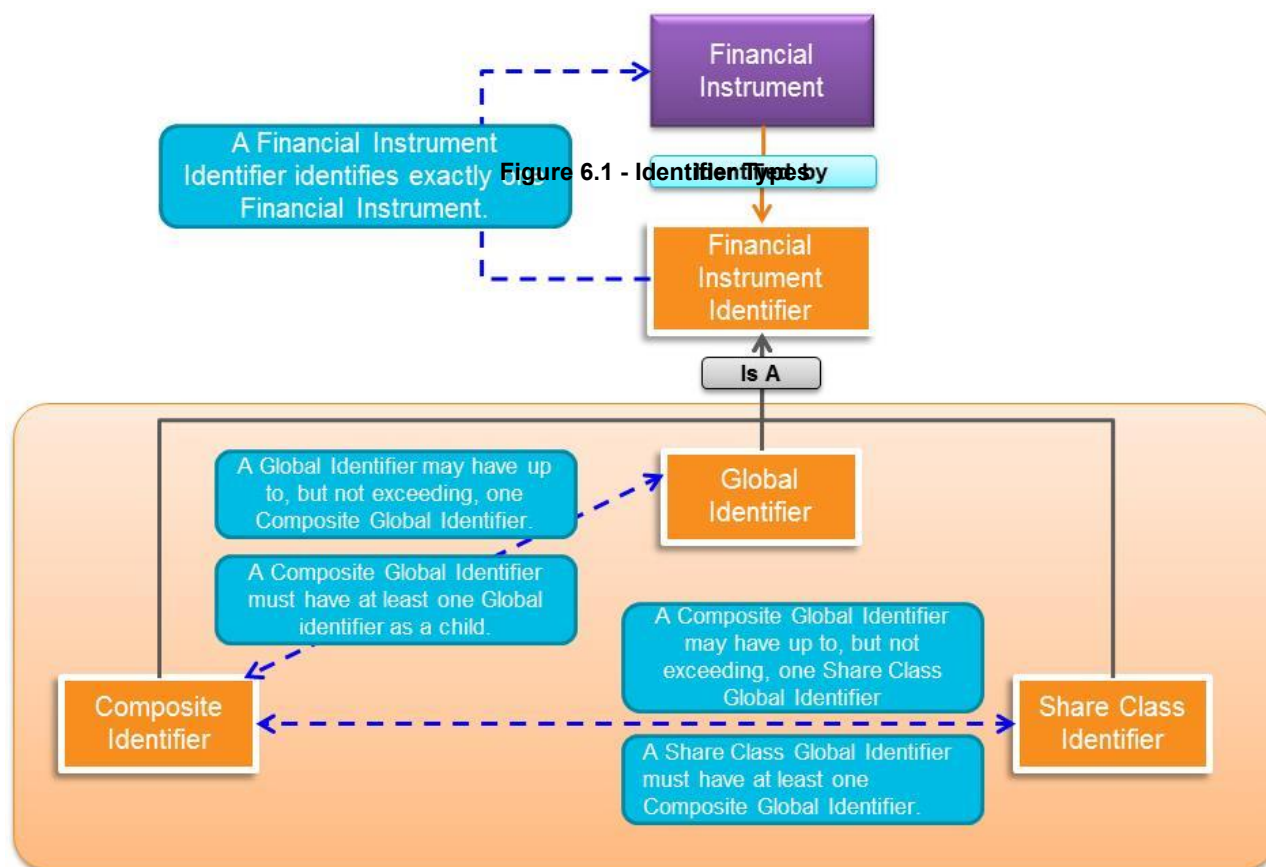 Financial
Instrument
A Financial Instrument
Identifier identifies exactly one
Financial Instrument.
Figure 6.1 - Identifier Types
Identified by
Financial
Instrument
Identifier
Is A
A Global Identifier may have up
to, but not exceeding, one
Composite Global Identifier.
Global
Identifier
A Composite Global Identifier
must have at least one Global
identifier as a child.
A Composite Global Identifier
may have up to, but not
exceeding, one Share Class
Global Identifier
Composite
Identifier
Share Class
Identifier
A Share Class Global Identifier
must have at least one
Composite Global Identifier.